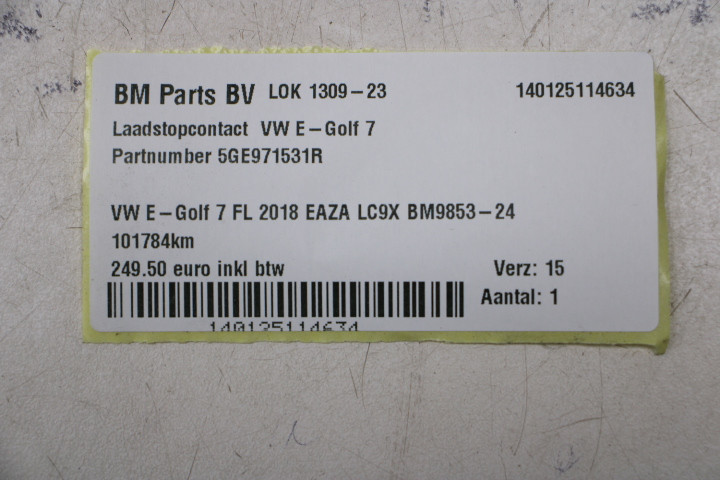 BM Parts BV LOK 1309-23 140125114634
Laadstopcontact VW E-Golf 7
Partnumber 5GE971531R
VW E-Golf 7 FL 2018 EAZA LC9X BM9853-24
101784km
249.50 euro inkl btw Verz: 15
Aantal: 1
140125114634